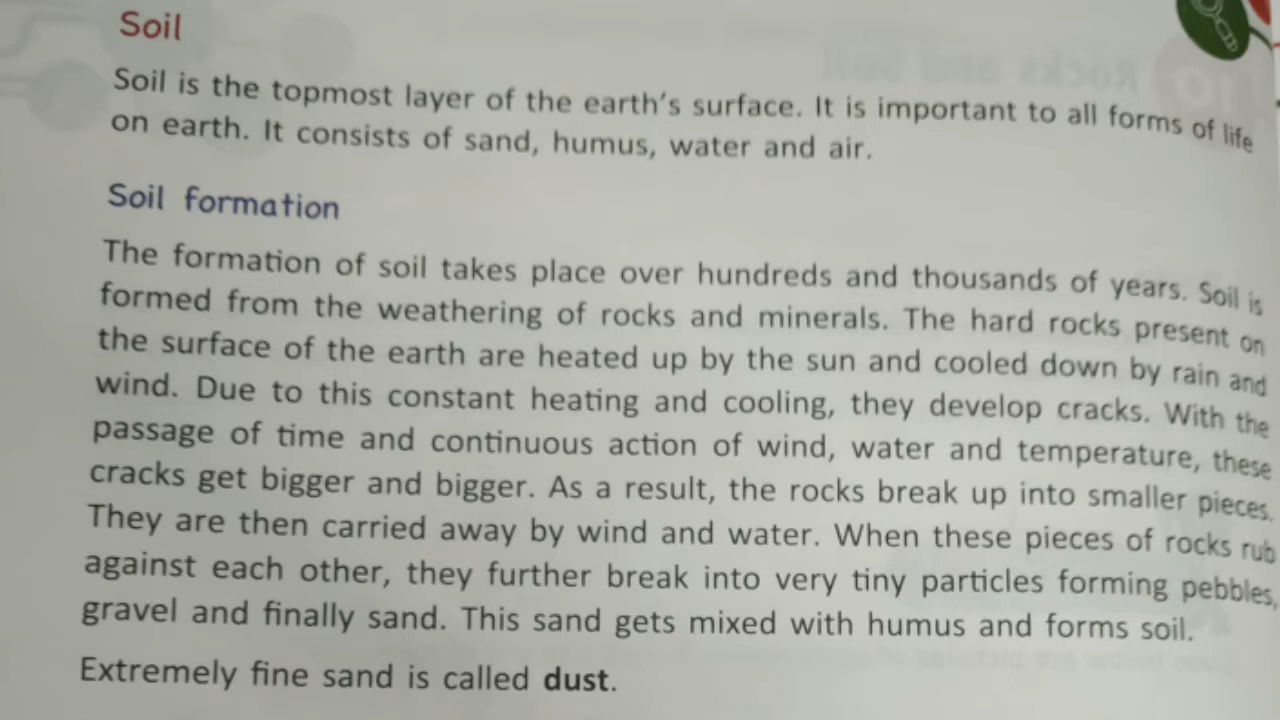 Soil
Soil is the topmost layer of the earth's surface. It is important to all forms of life
on earth. It consists of sand, humus, water and air.
Soil formation
The formation of soil takes place over hundreds and thousands of years. Soil is
formed from the weathering of rocks and minerals. The hard rocks present on
the surface of the earth are heated up by the sun and cooled down by rain and
wind. Due to this constant heating and cooling, they develop cracks. With the
passage of time and continuous action of wind, water and temperature, these
cracks get bigger and bigger. As a result, the rocks break up into smaller pieces.
They are then carried away by wind and water. When these pieces of rocks rub
against each other, they further break into very tiny particles forming pebbles,
gravel and finally sand. This sand gets mixed with humus and forms soil.
Extremely fine sand is called dust.